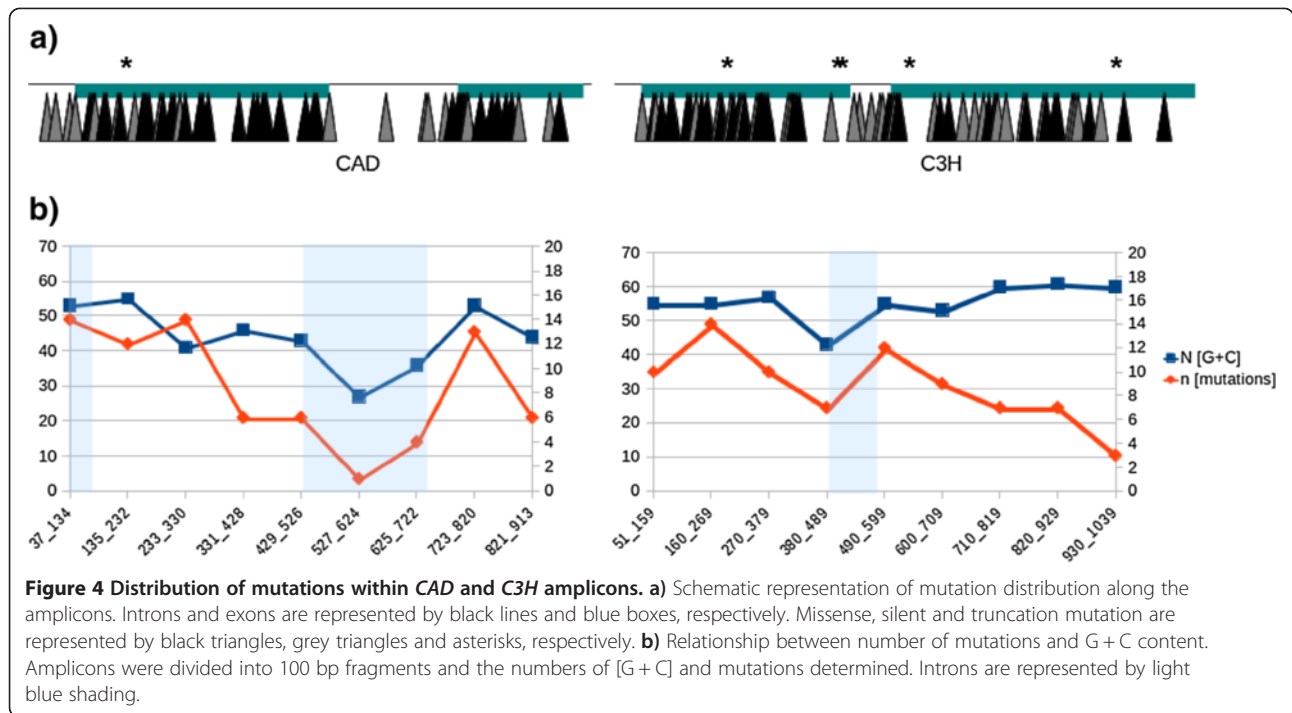 a)
* * ** * *
CAD C3H
b)
70 20 70 20
18 18
60 60
16 16
50 14 50 14
12 12
40 40
10 10
30 30
8 8
20 6 20 6
4 4
10 10
2 2
0 0 0 0
N [G+C]
n [mutations]
37_134 135_232 233_330 331_428 429_526 527_624 625_722 723_820 821_913
51_159 160_269 270_379 380_489 490_599 600_709 710_819 820_929 930_1039
Figure 4 Distribution of mutations within CAD and C3H amplicons. a) Schematic representation of mutation distribution along the
amplicons. Introns and exons are represented by black lines and blue boxes, respectively. Missense, silent and truncation mutation are
represented by black triangles, grey triangles and asterisks, respectively. b) Relationship between number of mutations and G + C content.
Amplicons were divided into 100 bp fragments and the numbers of [G + C] and mutations determined. Introns are represented by light
blue shading.